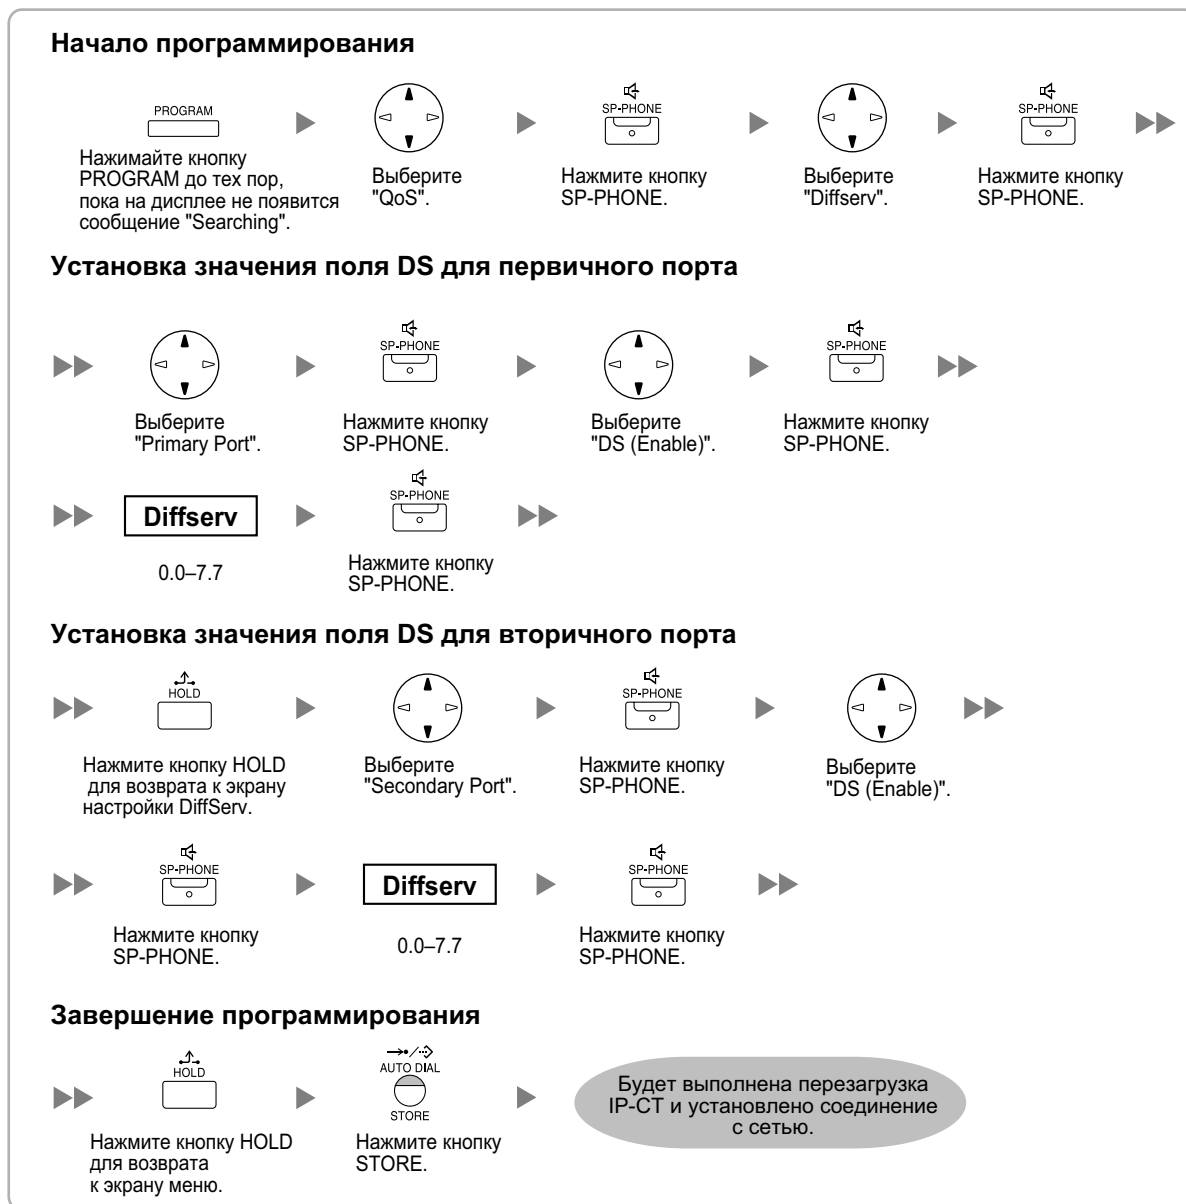 Начало программирования
PROGRAM
Нажимайте кнопку
PROGRAM до тех пор,
пока на дисплее не появится
сообщение "Searching".
Выберите
"QoS".
SP-PHONE
Нажмите кнопку
SP-PHONE.
Выберите
"Diffserv".
SP-PHONE
Нажмите кнопку
SP-PHONE.
Установка значения поля DS для первичного порта
Выберите
"Primary Port".
SP-PHONE
Нажмите кнопку
SP-PHONE.
Выберите
"DS (Enable)".
SP-PHONE
Нажмите кнопку
SP-PHONE.
Diffserv
0.0–7.7
SP-PHONE
Нажмите кнопку
SP-PHONE.
Установка значения поля DS для вторичного порта
HOLD
Нажмите кнопку HOLD
для возврата к экрану
настройки DiffServ.
Выберите
"Secondary Port".
SP-PHONE
Нажмите кнопку
SP-PHONE.
Выберите
"DS (Enable)".
SP-PHONE
Нажмите кнопку
SP-PHONE.
Diffserv
0.0–7.7
SP-PHONE
Нажмите кнопку
SP-PHONE.
Завершение программирования
HOLD
Нажмите кнопку HOLD
для возврата
к экрану меню.
AUTO DIAL
STORE
Нажмите кнопку
STORE.
Будет выполнена перезагрузка
IP-СТ и установлено соединение
с сетью.